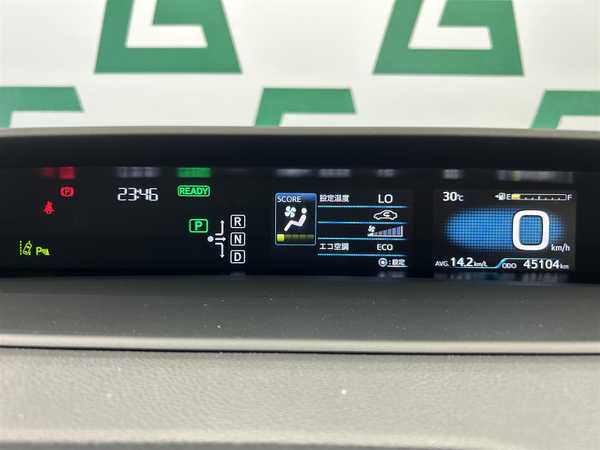 23:46
READY
P
R
N
D
SCORE
設定温度 LO
エコ空調 ECO
:設定
30℃
E F
0 km/h
AVG. 14.2 km/L
ODO 45104 km